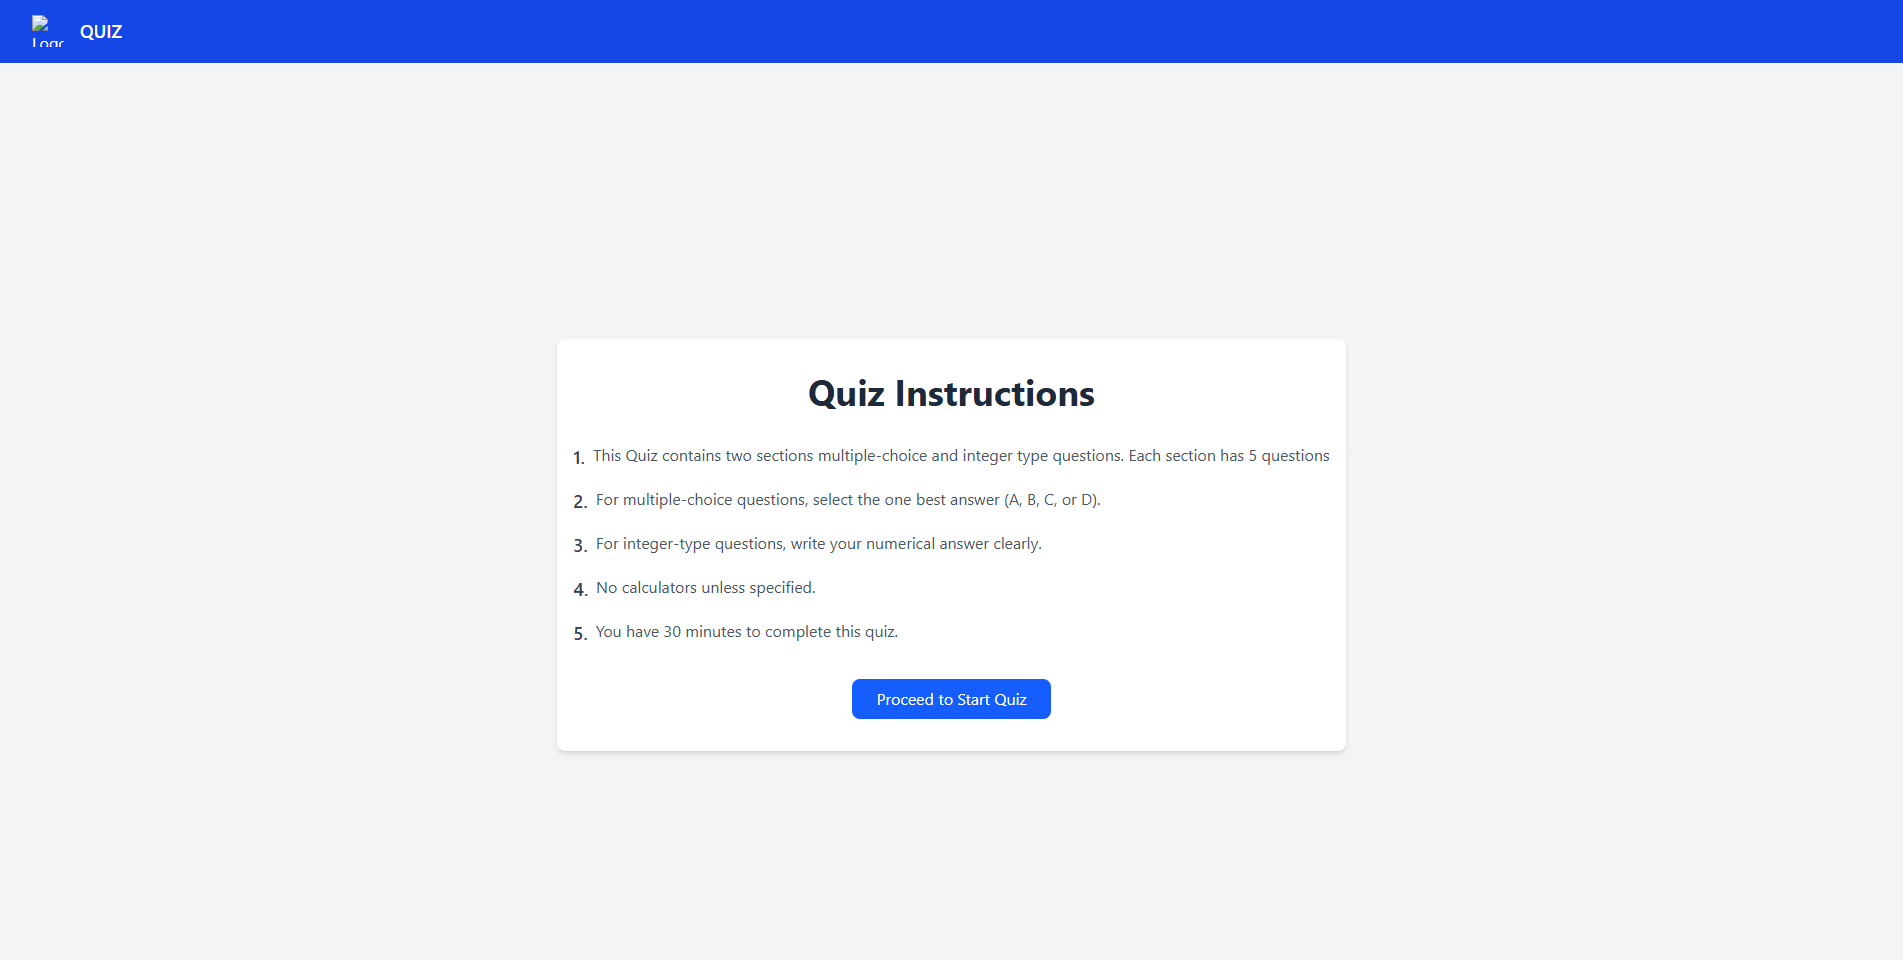 Logo
QUIZ
Quiz Instructions
1. This Quiz contains two sections multiple-choice and integer type questions. Each section has 5 questions
2. For multiple-choice questions, select the one best answer (A, B, C, or D).
3. For integer-type questions, write your numerical answer clearly.
4. No calculators unless specified.
5. You have 30 minutes to complete this quiz.
Proceed to Start Quiz